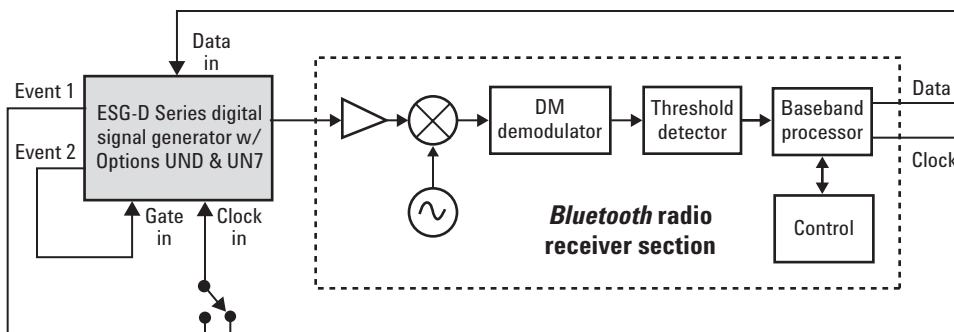 Data
in
Event 1
ESG-D Series digital
signal generator w/
Options UND & UN7
Event 2
Gate
in
Clock
in
DM
demodulator
Threshold
detector
Baseband
processor
Data
Clock
Control
Bluetooth radio
receiver section